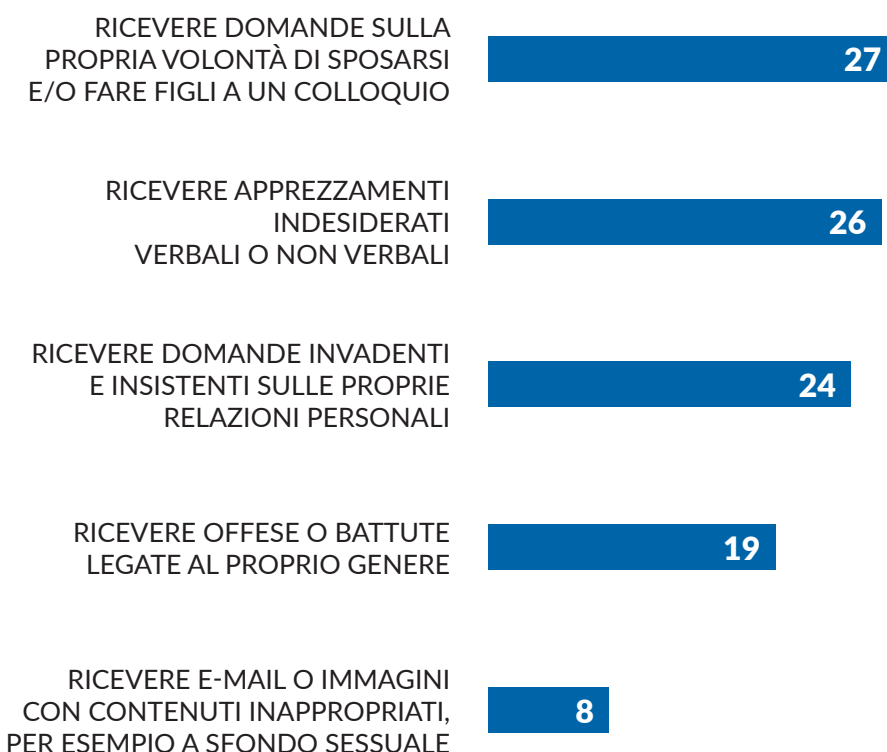 RICEVERE DOMANDE SULLA
PROPRIA VOLONTÀ DI SPOSARSI
E/O FARE FIGLI A UN COLLOQUIO
27
RICEVERE APPREZZAMENTI
INDESIDERATI
VERBALI O NON VERBALI
26
RICEVERE DOMANDE INVADENTI
E INSISTENTI SULLE PROPRIE
RELAZIONI PERSONALI
24
RICEVERE OFFESE O BATTUTE
LEGATE AL PROPRIO GENERE
19
RICEVERE E-MAIL O IMMAGINI
CON CONTENUTI INAPPROPRIATI,
PER ESEMPIO A SFONDO SESSUALE
8